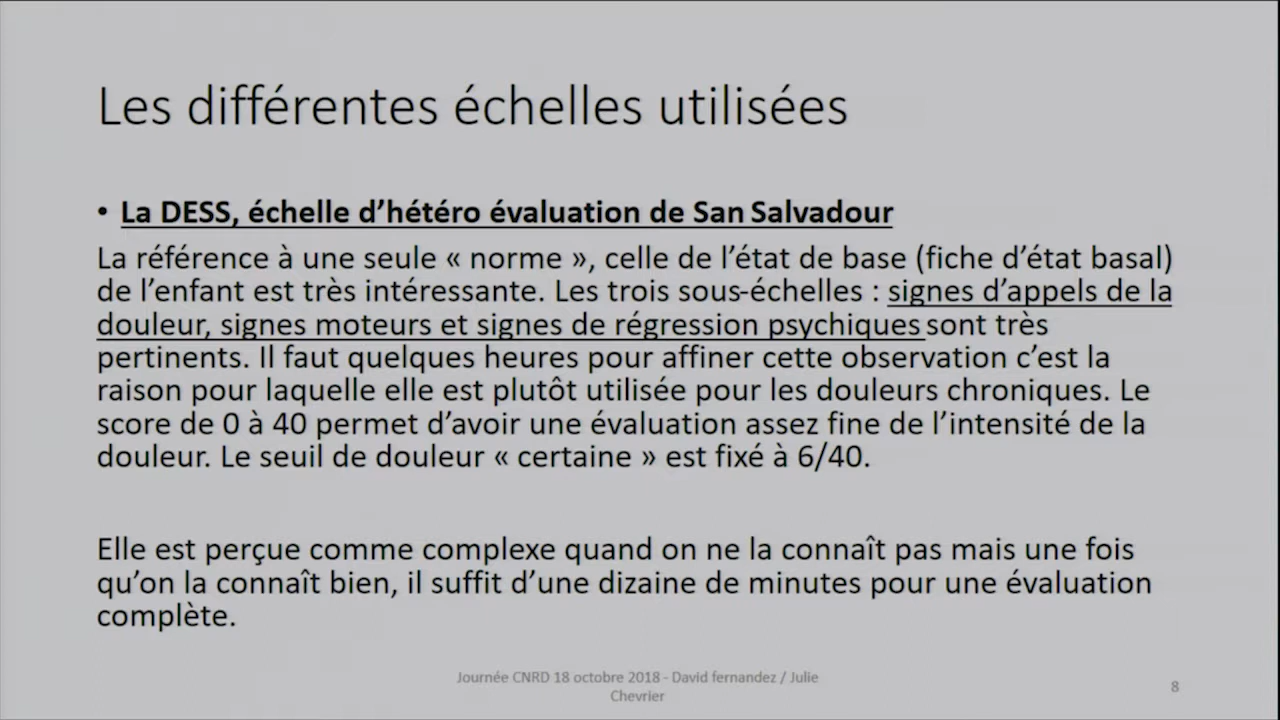 Les différentes échelles utilisées
• La DESS, échelle d’hétéro évaluation de San Salvadour
La référence à une seule « norme », celle de l’état de base (fiche d’état basal)
de l’enfant est très intéressante. Les trois sous-échelles : signes d’appels de la
douleur, signes moteurs et signes de régression psychiques sont très
pertinents. Il faut quelques heures pour affiner cette observation c’est la
raison pour laquelle elle est plutôt utilisée pour les douleurs chroniques. Le
score de 0 à 40 permet d’avoir une évaluation assez fine de l’intensité de la
douleur. Le seuil de douleur « certaine » est fixé à 6/40.
Elle est perçue comme complexe quand on ne la connaît pas mais une fois
qu’on la connaît bien, il suffit d’une dizaine de minutes pour une évaluation
complète.
Journée CNRD 18 octobre 2018 - David fernandez / Julie
Chevrier
8